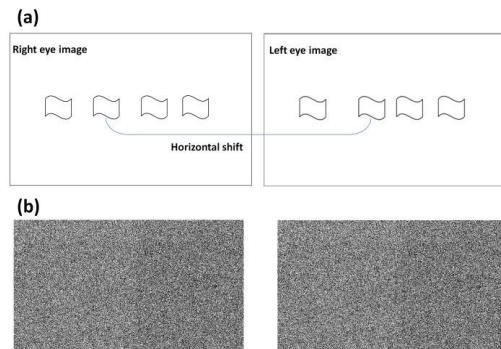 (a)
Right eye image
Left eye image
Horizontal shift
(b)